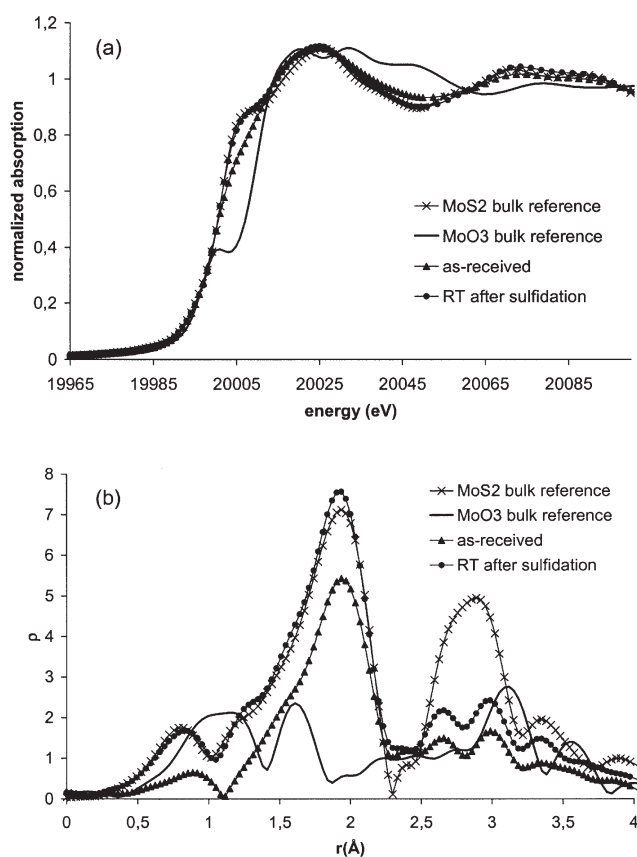 (a)
normalized absorption
1,2
1
0,8
0,6
0,4
0,2
0
19965 19985 20005 20025 20045 20065 20085
energy (eV)
MoS2 bulk reference
MoO3 bulk reference
as-received
RT after sulfidation
(b)
ρ
8
7
6
5
4
3
2
1
0
0 0,5 1 1,5 2 2,5 3 3,5 4
r(Å)
MoS2 bulk reference
MoO3 bulk reference
as-received
RT after sulfidation